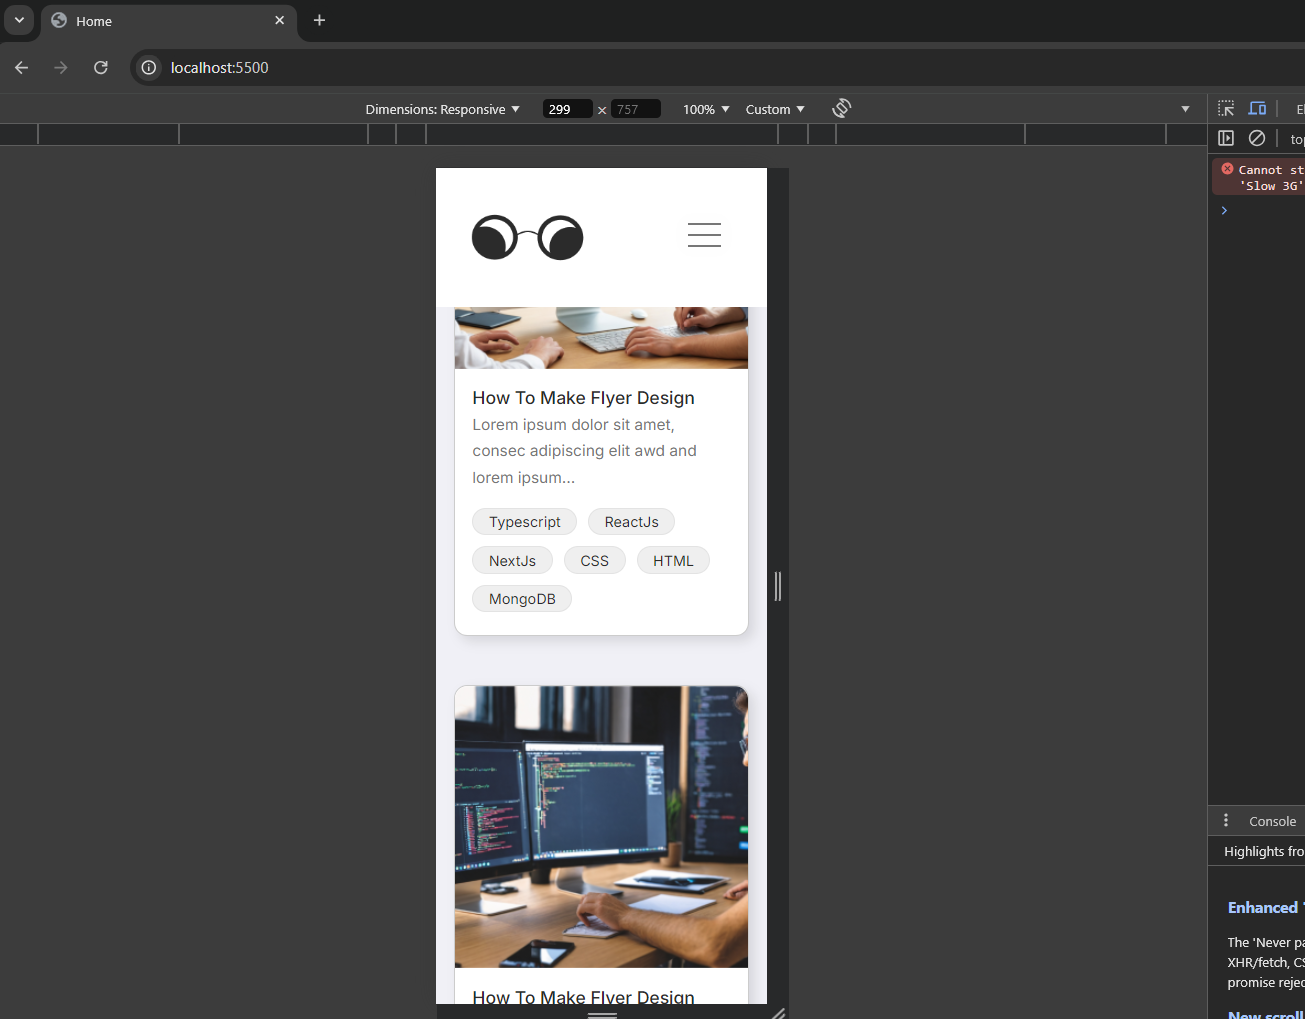 Home
localhost:5500
Dimensions: Responsive
299 × 757
100%
Custom
El
top
Cannot st
'Slow 3G'
How To Make Flyer Design
Lorem ipsum dolor sit amet,
consec adipiscing elit awd and
lorem ipsum...
Typescript
ReactJs
NextJs
CSS
HTML
MongoDB
How To Make Flyer Design
Console
Highlights fro
Enhanced
The 'Never pa
XHR/fetch, CS
promise rejec
New scroll